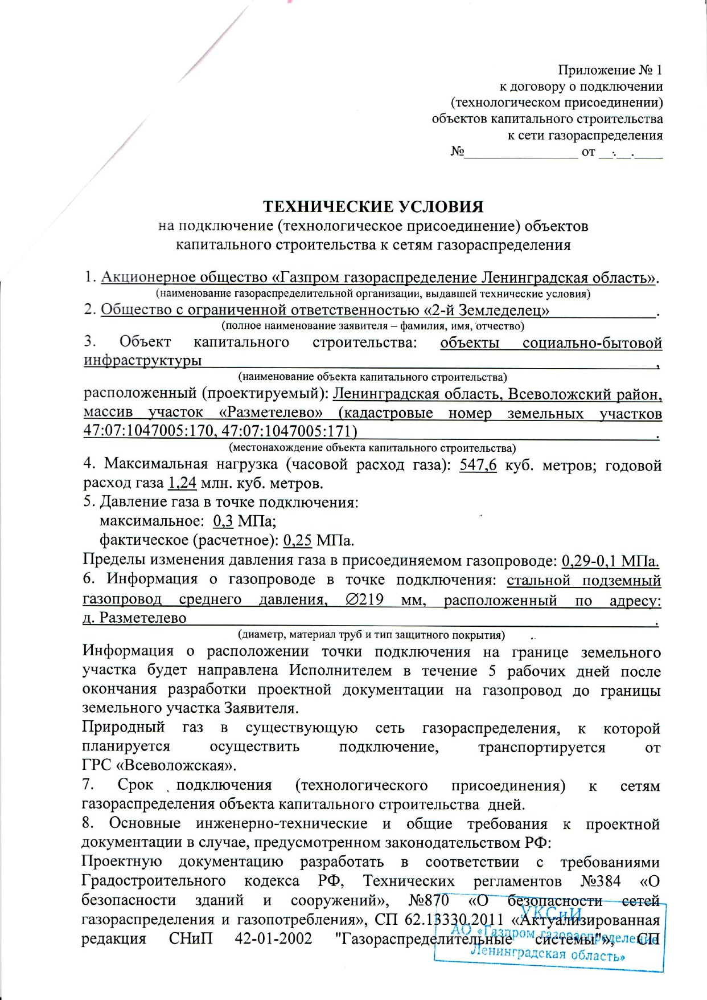 Приложение № 1
к договору о подключении
(технологическом присоединении)
объектов капитального строительства
к сети газораспределения
№________________ от __.__.____
ТЕХНИЧЕСКИЕ УСЛОВИЯ
на подключение (технологическое присоединение) объектов
капитального строительства к сетям газораспределения
1. Акционерное общество «Газпром газораспределение Ленинградская область».
(наименование газораспределительной организации, выдавшей технические условия)
2. Общество с ограниченной ответственностью «2-й Земледелец» .
(полное наименование заявителя – фамилия, имя, отчество)
3. Объект капитального строительства: объекты социально-бытовой
инфраструктуры ,
(наименование объекта капитального строительства)
расположенный (проектируемый): Ленинградская область, Всеволожский район,
массив участок «Разметелево» (кадастровые номер земельных участков
47:07:1047005:170, 47:07:1047005:171) .
(местонахождение объекта капитального строительства)
4. Максимальная нагрузка (часовой расход газа): 547,6 куб. метров; годовой
расход газа 1,24 млн. куб. метров.
5. Давление газа в точке подключения:
максимальное: 0,3 МПа;
фактическое (расчетное): 0,25 МПа.
Пределы изменения давления газа в присоединяемом газопроводе: 0,29-0,1 МПа.
6. Информация о газопроводе в точке подключения: стальной подземный
газопровод среднего давления, ∅219 мм, расположенный по адресу:
д. Разметелево .
(диаметр, материал труб и тип защитного покрытия)
Информация о расположении точки подключения на границе земельного
участка будет направлена Исполнителем в течение 5 рабочих дней после
окончания разработки проектной документации на газопровод до границы
земельного участка Заявителя.
Природный газ в существующую сеть газораспределения, к которой
планируется осуществить подключение, транспортируется от
ГРС «Всеволожская».
7. Срок подключения (технологического присоединения) к сетям
газораспределения объекта капитального строительства дней.
8. Основные инженерно-технические и общие требования к проектной
документации в случае, предусмотренном законодательством РФ:
Проектную документацию разработать в соответствии с требованиями
Градостроительного кодекса РФ, Технических регламентов №384 «О
безопасности зданий и сооружений», №870 «О безопасности сетей
газораспределения и газопотребления», СП 62.13330.2011 «Актуализированная
редакция СНиП 42-01-2002 "Газораспределительные системы"», СП
УКСиИ
АО «Газпром газораспределение
Ленинградская область»